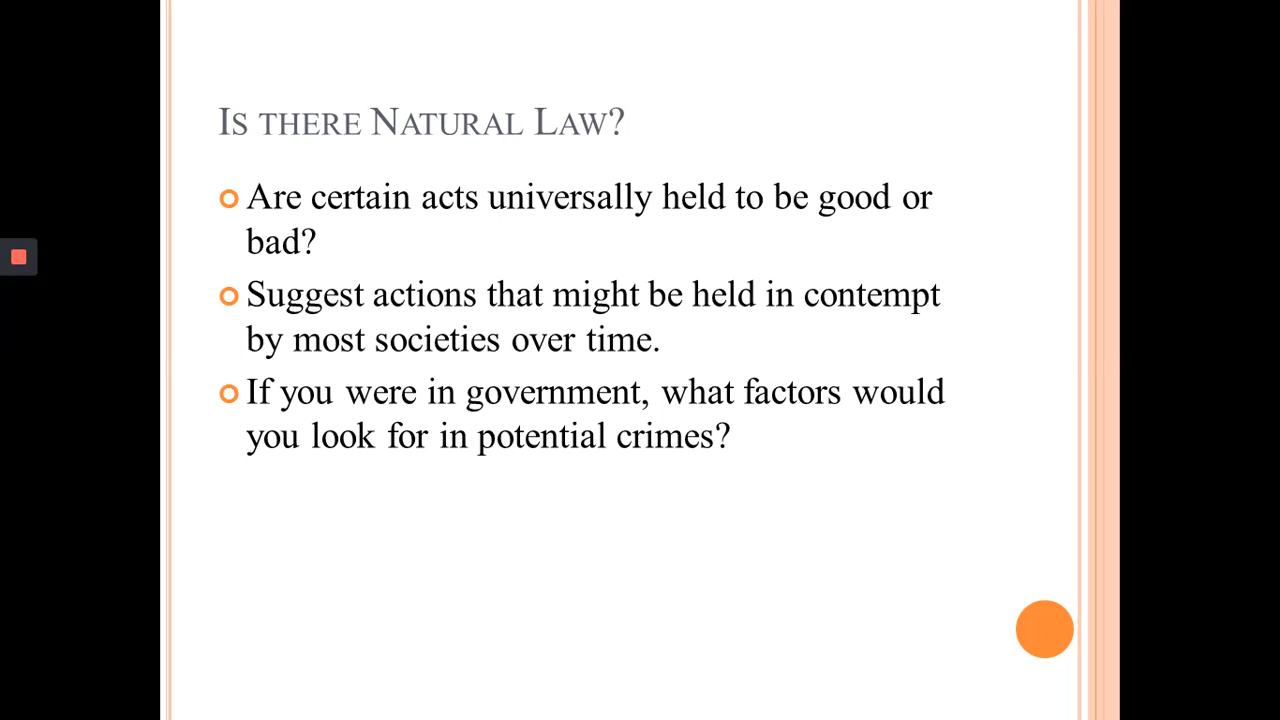 Is there Natural Law?
Are certain acts universally held to be good or
bad?
Suggest actions that might be held in contempt
by most societies over time.
If you were in government, what factors would
you look for in potential crimes?